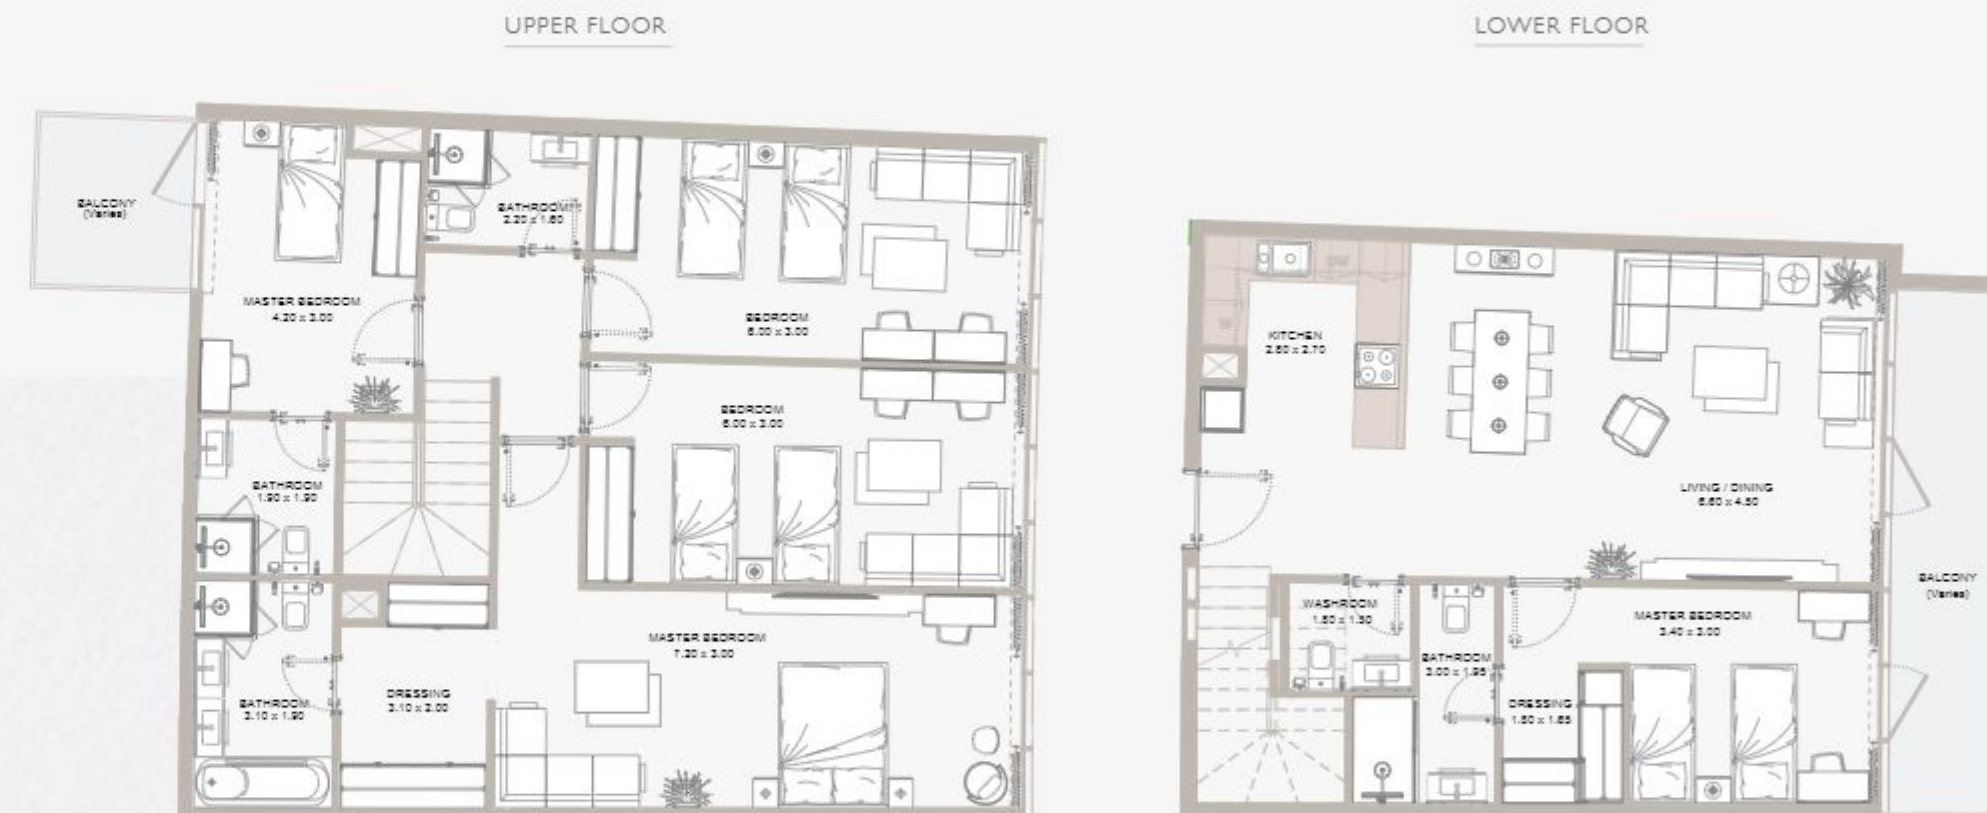 UPPER FLOOR
LOWER FLOOR
BALCONY
(Varies)
BATHROOM
2.20 x 1.60
MASTER BEDROOM
4.20 x 3.00
BEDROOM
6.00 x 3.00
BEDROOM
6.00 x 3.00
BATHROOM
1.90 x 1.90
MASTER BEDROOM
7.20 x 3.00
DRESSING
3.10 x 2.00
BATHROOM
3.10 x 1.90
DW
W
KITCHEN
2.80 x 2.70
LIVING / DINING
6.60 x 4.50
BALCONY
(Varies)
WASHROOM
1.50 x 1.50
MASTER BEDROOM
3.40 x 3.00
BATHROOM
3.00 x 1.95
DRESSING
1.50 x 1.65